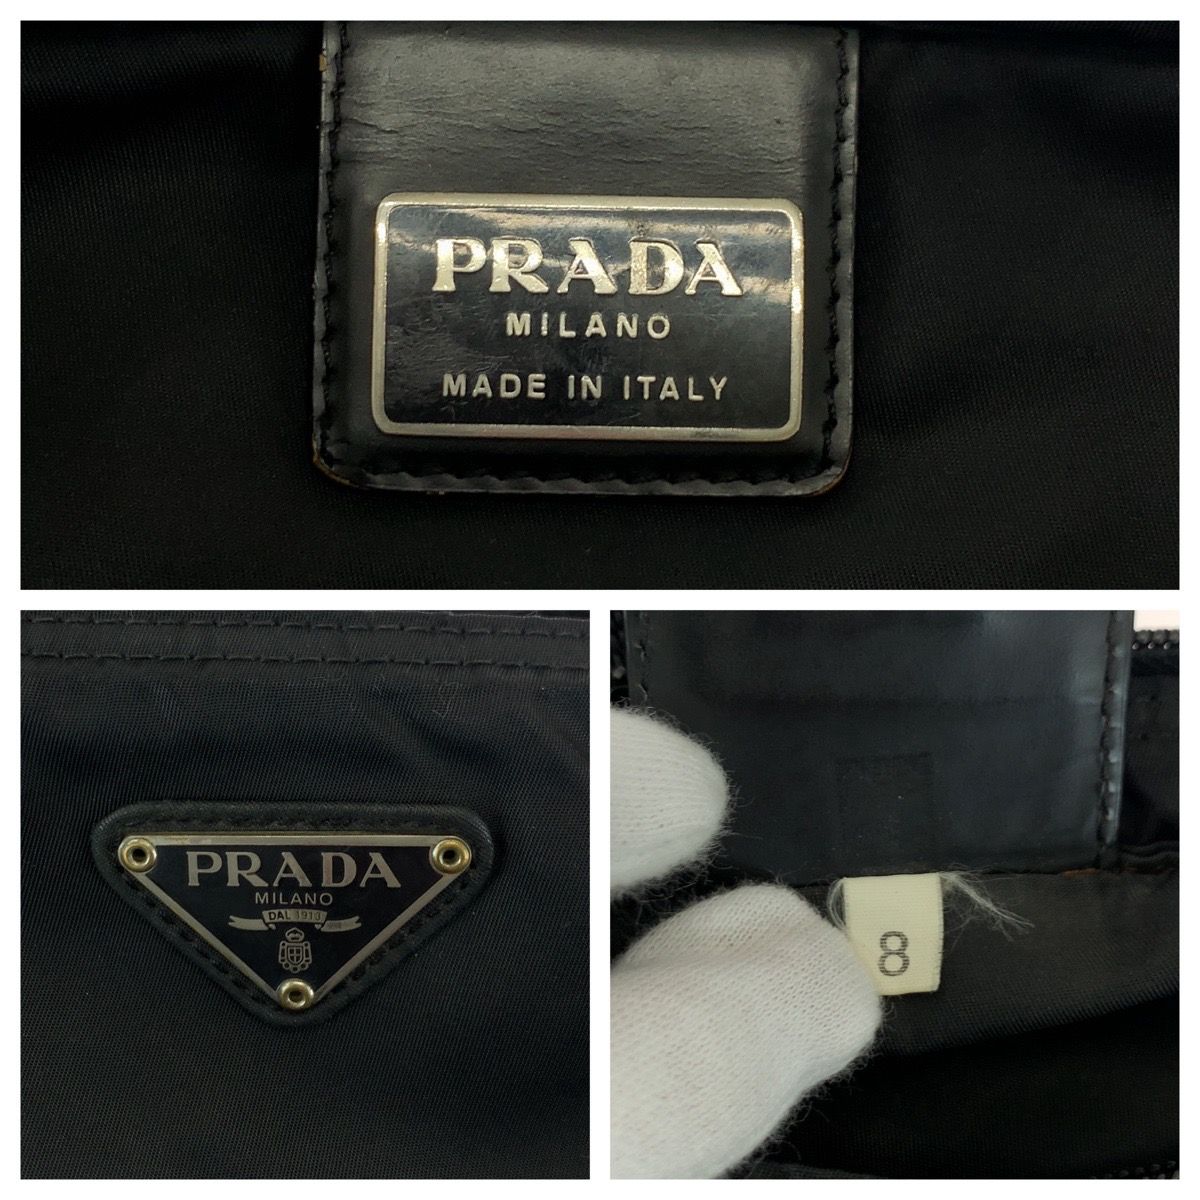 PRADA
MILANO
MADE IN ITALY
PRADA
MILANO
DAL 1913
8